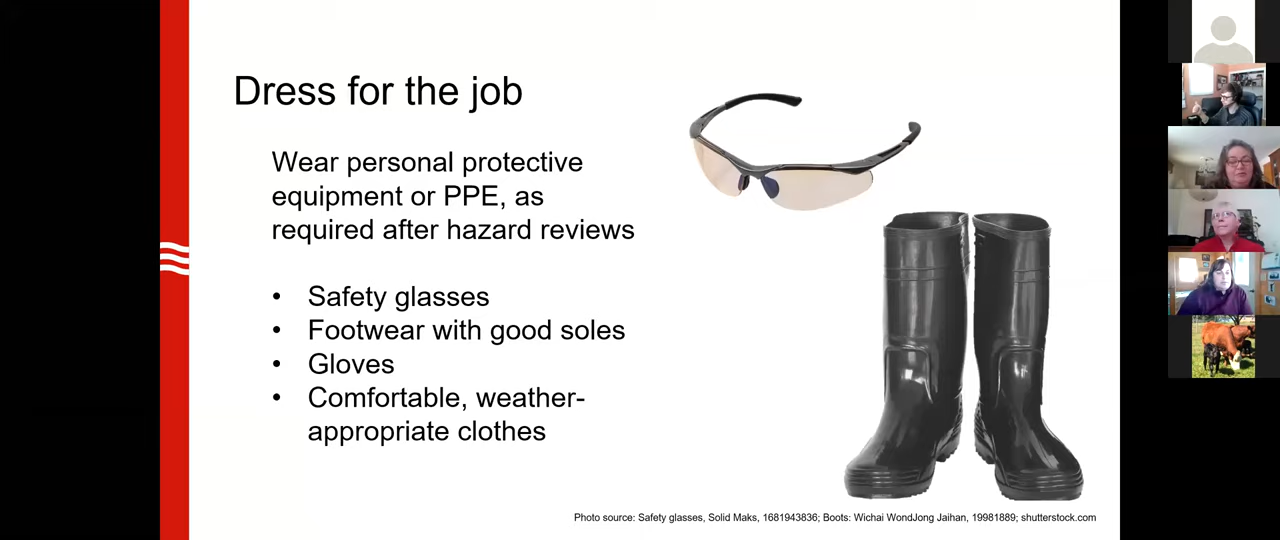 Dress for the job
Wear personal protective
equipment or PPE, as
required after hazard reviews
• Safety glasses
• Footwear with good soles
• Gloves
• Comfortable, weather-
appropriate clothes
Photo source: Safety glasses, Solid Maks, 1681943836; Boots: Wichai WondJong Jaihan, 19981889; shutterstock.com